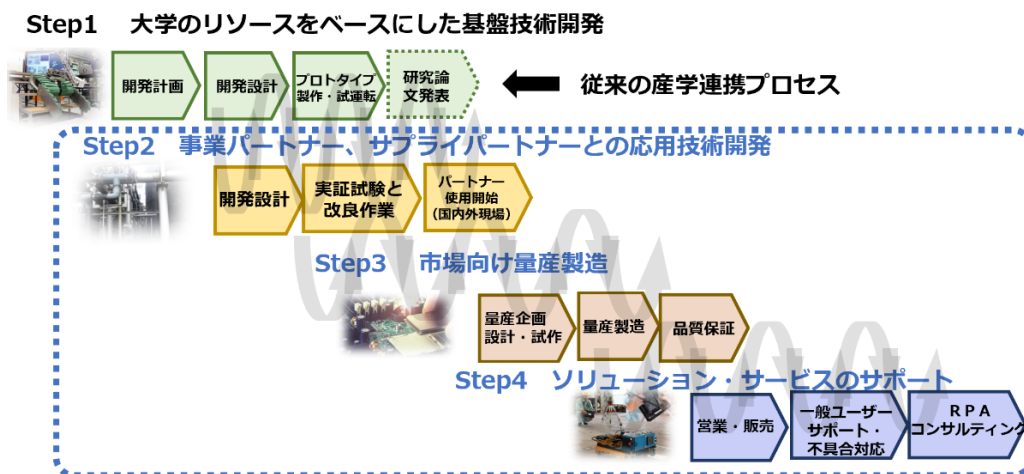 Step1 大学のリソースをベースにした基盤技術開発
開発計画
開発設計
プロトタイプ
製作・試運転
研究論
文発表
従来の産学連携プロセス
Step2 事業パートナー、サプライパートナーとの応用技術開発
開発設計
実証試験と
改良作業
パートナー
使用開始
（国内外現場）
Step3 市場向け量産製造
量産企画
設計・試作
量産製造
品質保証
Step4 ソリューション・サービスのサポート
営業・販売
一般ユーザー
サポート・
不具合対応
ＲＰＡ
コンサルティング